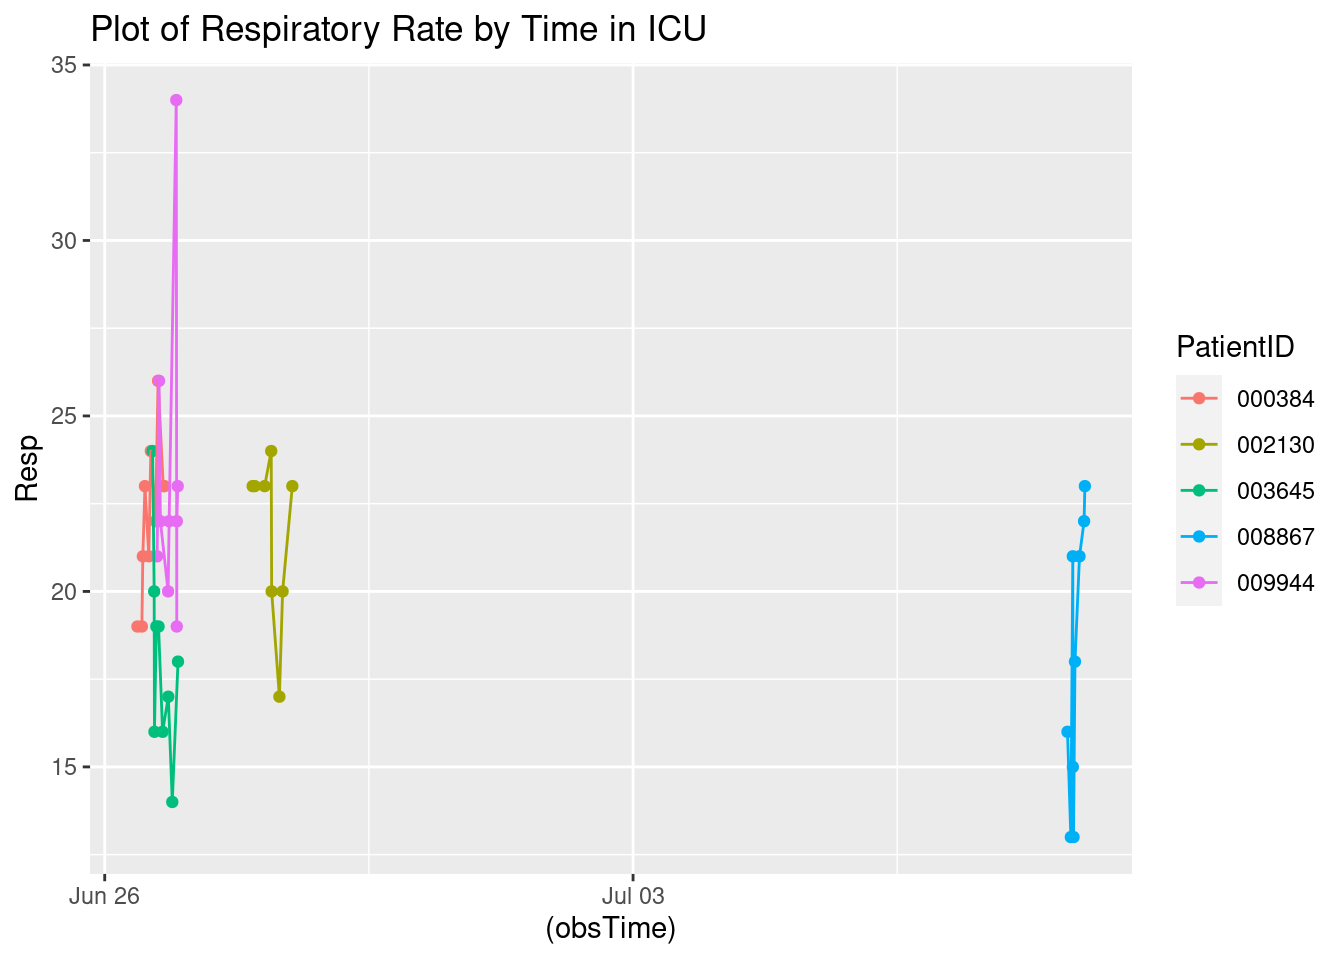 Plot of Respiratory Rate by Time in ICU
35
30
25
20
15
Resp
Jun 26
Jul 03
(obsTime)
PatientID
000384
002130
003645
008867
009944